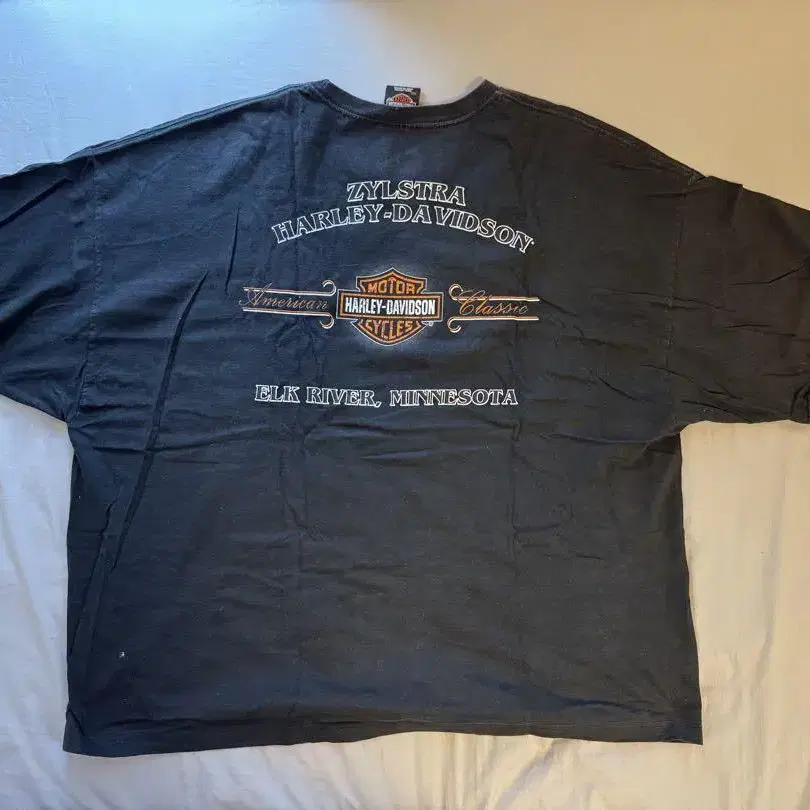 ZYLSTRA
HARLEY-DAVIDSON
MOTOR
American HARLEY-DAVIDSON Classic
CYCLES
ELK RIVER, MINNESOTA